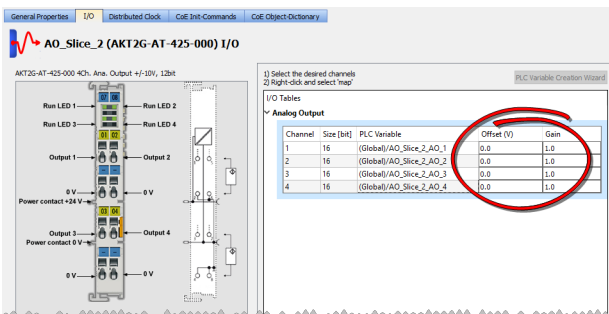 General Properties I/O Distributed Clock CoE Init-Commands CoE Object-Dictionary
AO_Slice_2 (AKT2G-AT-425-000) I/O
AKT2G-AT-425-000 4Ch. Ana. Output +/-10V, 12bit
07 08
Run LED 1 Run LED 2
Run LED 3 Run LED 4
01 02
Output 1 Output 2
0 V 0 V
Power contact +24 V
03 04
Output 3 Output 4
Power contact 0 V
0 V 0 V
1) Select the desired channels
2) Right-click and select 'map'
PLC Variable Creation Wizard
I/O Tables
Analog Output
Channel Size [bit] PLC Variable Offset (V) Gain
1 16 (Global)/AO_Slice_2_AO_1 0.0 1.0
2 16 (Global)/AO_Slice_2_AO_2 0.0 1.0
3 16 (Global)/AO_Slice_2_AO_3 0.0 1.0
4 16 (Global)/AO_Slice_2_AO_4 0.0 1.0